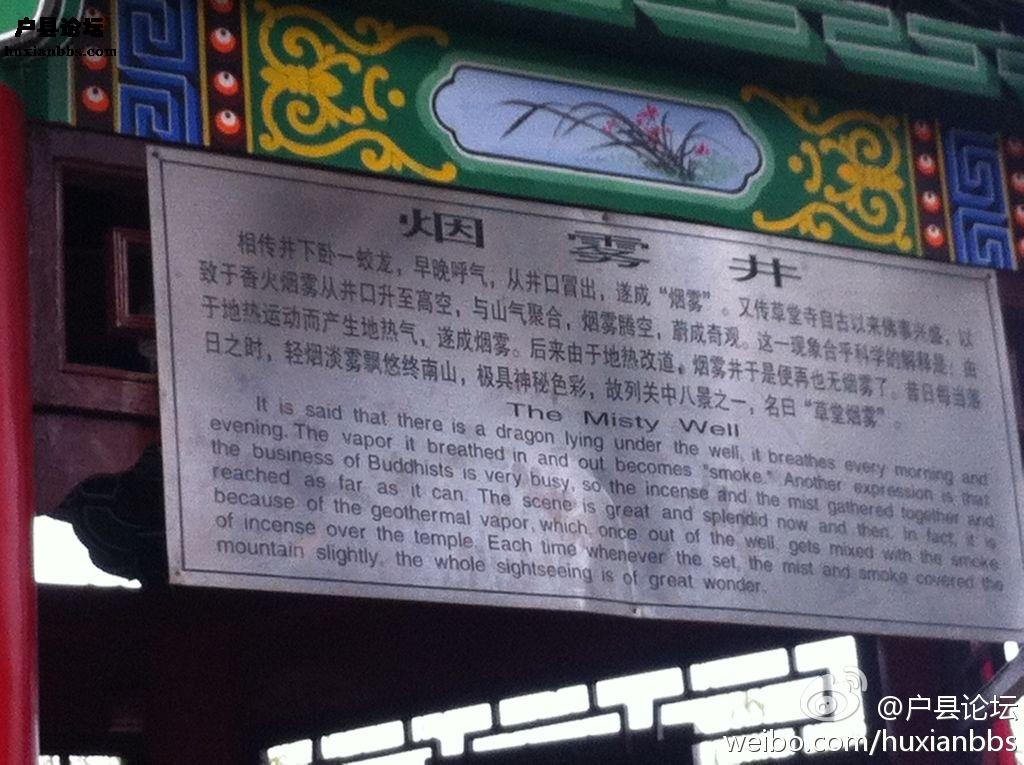 户县论坛
huxianbbs.com
烟雾井
相传井下卧一蛟龙，早晚呼气，从井口冒出，遂成“烟雾”。又传草堂寺自古以来佛事兴盛，以
致于香火烟雾从井口升至高空，与山气聚合，烟雾腾空，蔚成奇观。这一现象合乎科学的解释是：由
于地热运动而产生地热气，遂成烟雾。后来由于地热改道，烟雾井于是便再也无烟雾了。昔日每当落
日之时，轻烟淡雾飘悠终南山，极具神秘色彩，故列关中八景之一，名曰“草堂烟雾”。
The Misty Well
It is said that there is a dragon lying under the well, it breathes every morning and
evening. The vapor it breathed in and out becomes "smoke." Another expression is that
the business of Buddhists is very busy, so the incense and the mist gathered together and
reached as far as it can. The scene is great and splendid now and then. In fact, it is
because of the geothermal vapor, which once out of the well, gets mixed with the smoke
of incense over the temple. Each time whenever the set, the mist and smoke covered the
mountain slightly, the whole sightseeing is of great wonder.
@户县论坛
weibo.com/huxianbbs